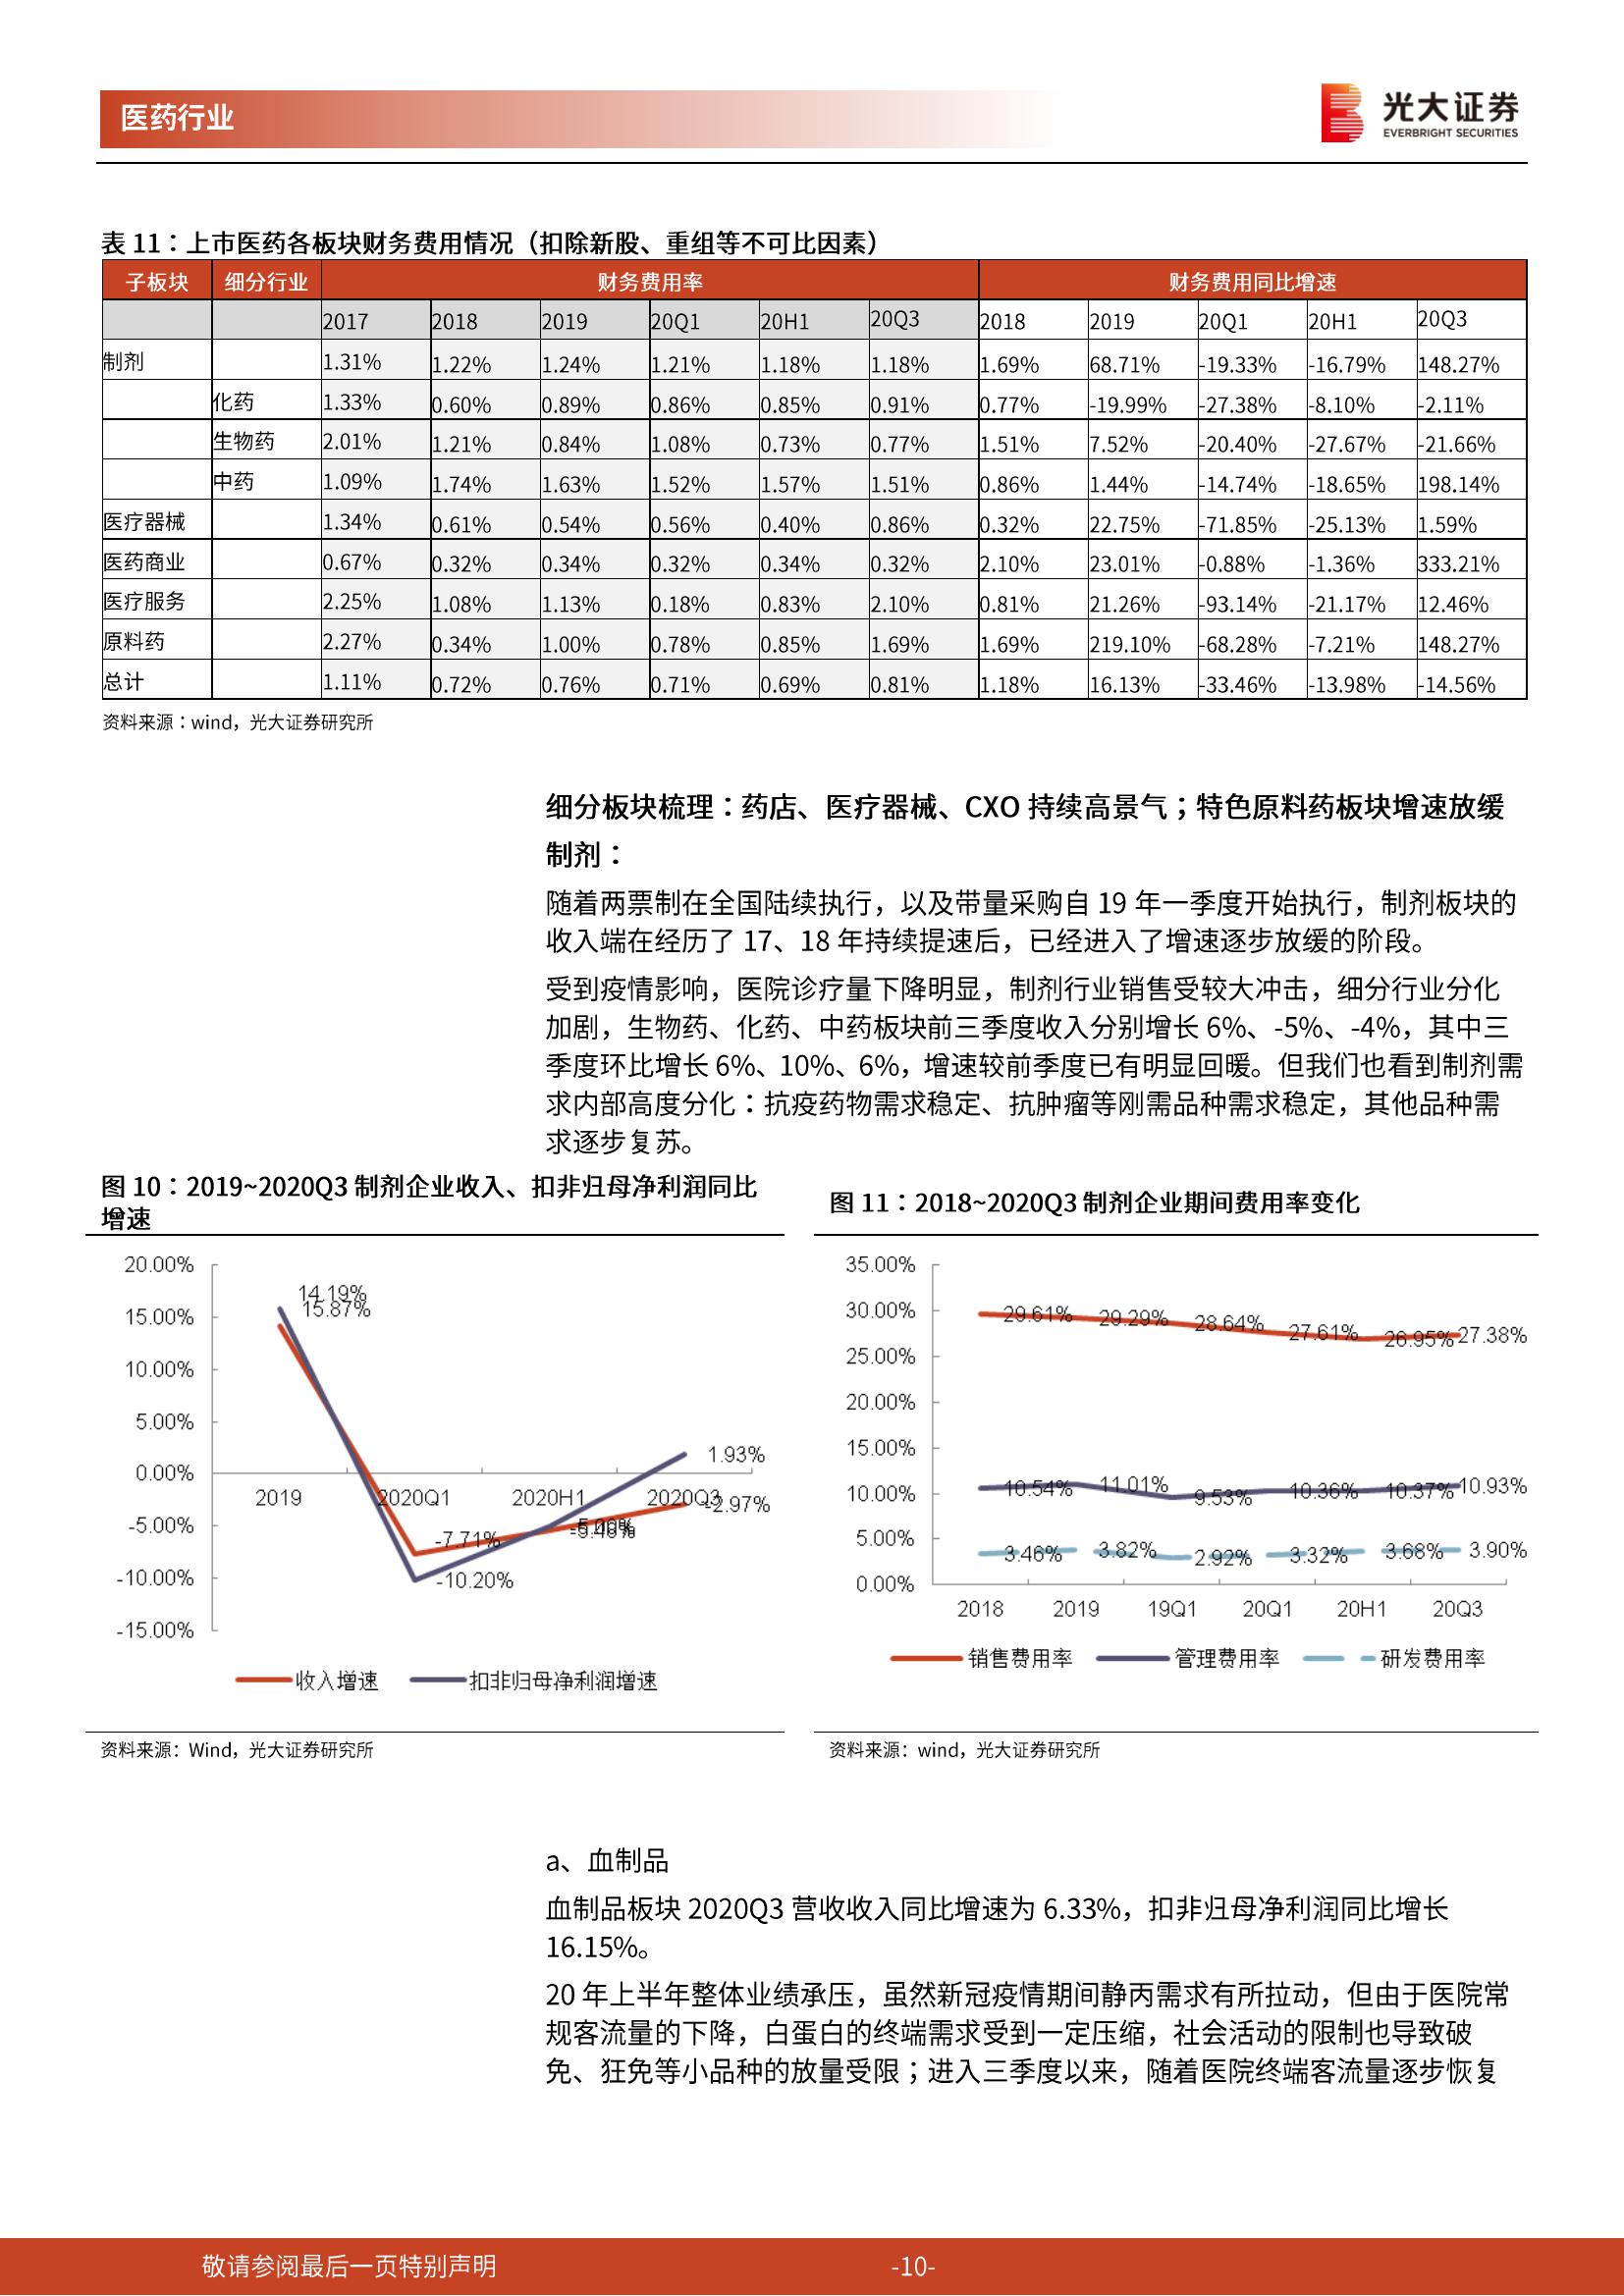 医药行业
光大证券
EVERBRIGHT SECURITIES
表 11：上市医药各板块财务费用情况（扣除新股、重组等不可比因素）
子板块 细分行业 财务费用率 财务费用同比增速
2017 2018 2019 20Q1 20H1 20Q3 2018 2019 20Q1 20H1 20Q3
制剂 1.31% 1.22% 1.24% 1.21% 1.18% 1.18% 1.69% 68.71% -19.33% -16.79% 148.27%
化药 1.33% 0.60% 0.89% 0.86% 0.85% 0.91% 0.77% -19.99% -27.38% -8.10% -2.11%
生物药 2.01% 1.21% 0.84% 1.08% 0.73% 0.77% 1.51% 7.52% -20.40% -27.67% -21.66%
中药 1.09% 1.74% 1.63% 1.52% 1.57% 1.51% 0.86% 1.44% -14.74% -18.65% 198.14%
医疗器械 1.34% 0.61% 0.54% 0.56% 0.40% 0.86% 0.32% 22.75% -71.85% -25.13% 1.59%
医药商业 0.67% 0.32% 0.34% 0.32% 0.34% 0.32% 2.10% 23.01% -0.88% -1.36% 333.21%
医疗服务 2.25% 1.08% 1.13% 0.18% 0.83% 2.10% 0.81% 21.26% -93.14% -21.17% 12.46%
原料药 2.27% 0.34% 1.00% 0.78% 0.85% 1.69% 1.69% 219.10% -68.28% -7.21% 148.27%
总计 1.11% 0.72% 0.76% 0.71% 0.69% 0.81% 1.18% 16.13% -33.46% -13.98% -14.56%
资料来源：wind，光大证券研究所
细分板块梳理：药店、医疗器械、CXO 持续高景气；特色原料药板块增速放缓
制剂：
随着两票制在全国陆续执行，以及带量采购自 19 年一季度开始执行，制剂板块的
收入端在经历了 17、18 年持续提速后，已经进入了增速逐步放缓的阶段。
受到疫情影响，医院诊疗量下降明显，制剂行业销售受较大冲击，细分行业分化
加剧，生物药、化药、中药板块前三季度收入分别增长 6%、-5%、-4%，其中三
季度环比增长 6%、10%、6%，增速较前季度已有明显回暖。但我们也看到制剂需
求内部高度分化：抗疫药物需求稳定、抗肿瘤等刚需品种需求稳定，其他品种需
求逐步复苏。
图 10：2019~2020Q3 制剂企业收入、扣非归母净利润同比
增速
20.00%
15.00%
10.00%
5.00%
0.00%
-5.00%
-10.00%
-15.00%
14.19%
15.87%
1.93%
2019 2020Q1 2020H1 2020Q3
-2.97%
-7.71%
-10.20%
收入增速 扣非归母净利润增速
资料来源：Wind，光大证券研究所
图 11：2018~2020Q3 制剂企业期间费用率变化
35.00%
30.00%
25.00%
20.00%
15.00%
10.00%
5.00%
0.00%
29.61% 29.29% 28.64% 27.61% 26.95% 27.38%
10.54% 11.01% 9.53% 10.36% 10.37% 10.93%
3.46% 3.82% 2.92% 3.32% 3.68% 3.90%
2018 2019 19Q1 20Q1 20H1 20Q3
销售费用率 管理费用率 研发费用率
资料来源：wind，光大证券研究所
a、血制品
血制品板块 2020Q3 营收收入同比增速为 6.33%，扣非归母净利润同比增长
16.15%。
20 年上半年整体业绩承压，虽然新冠疫情期间静丙需求有所拉动，但由于医院常
规客流量的下降，白蛋白的终端需求受到一定压缩，社会活动的限制也导致破
免、狂免等小品种的放量受限；进入三季度以来，随着医院终端客流量逐步恢复
敬请参阅最后一页特别声明 -10-